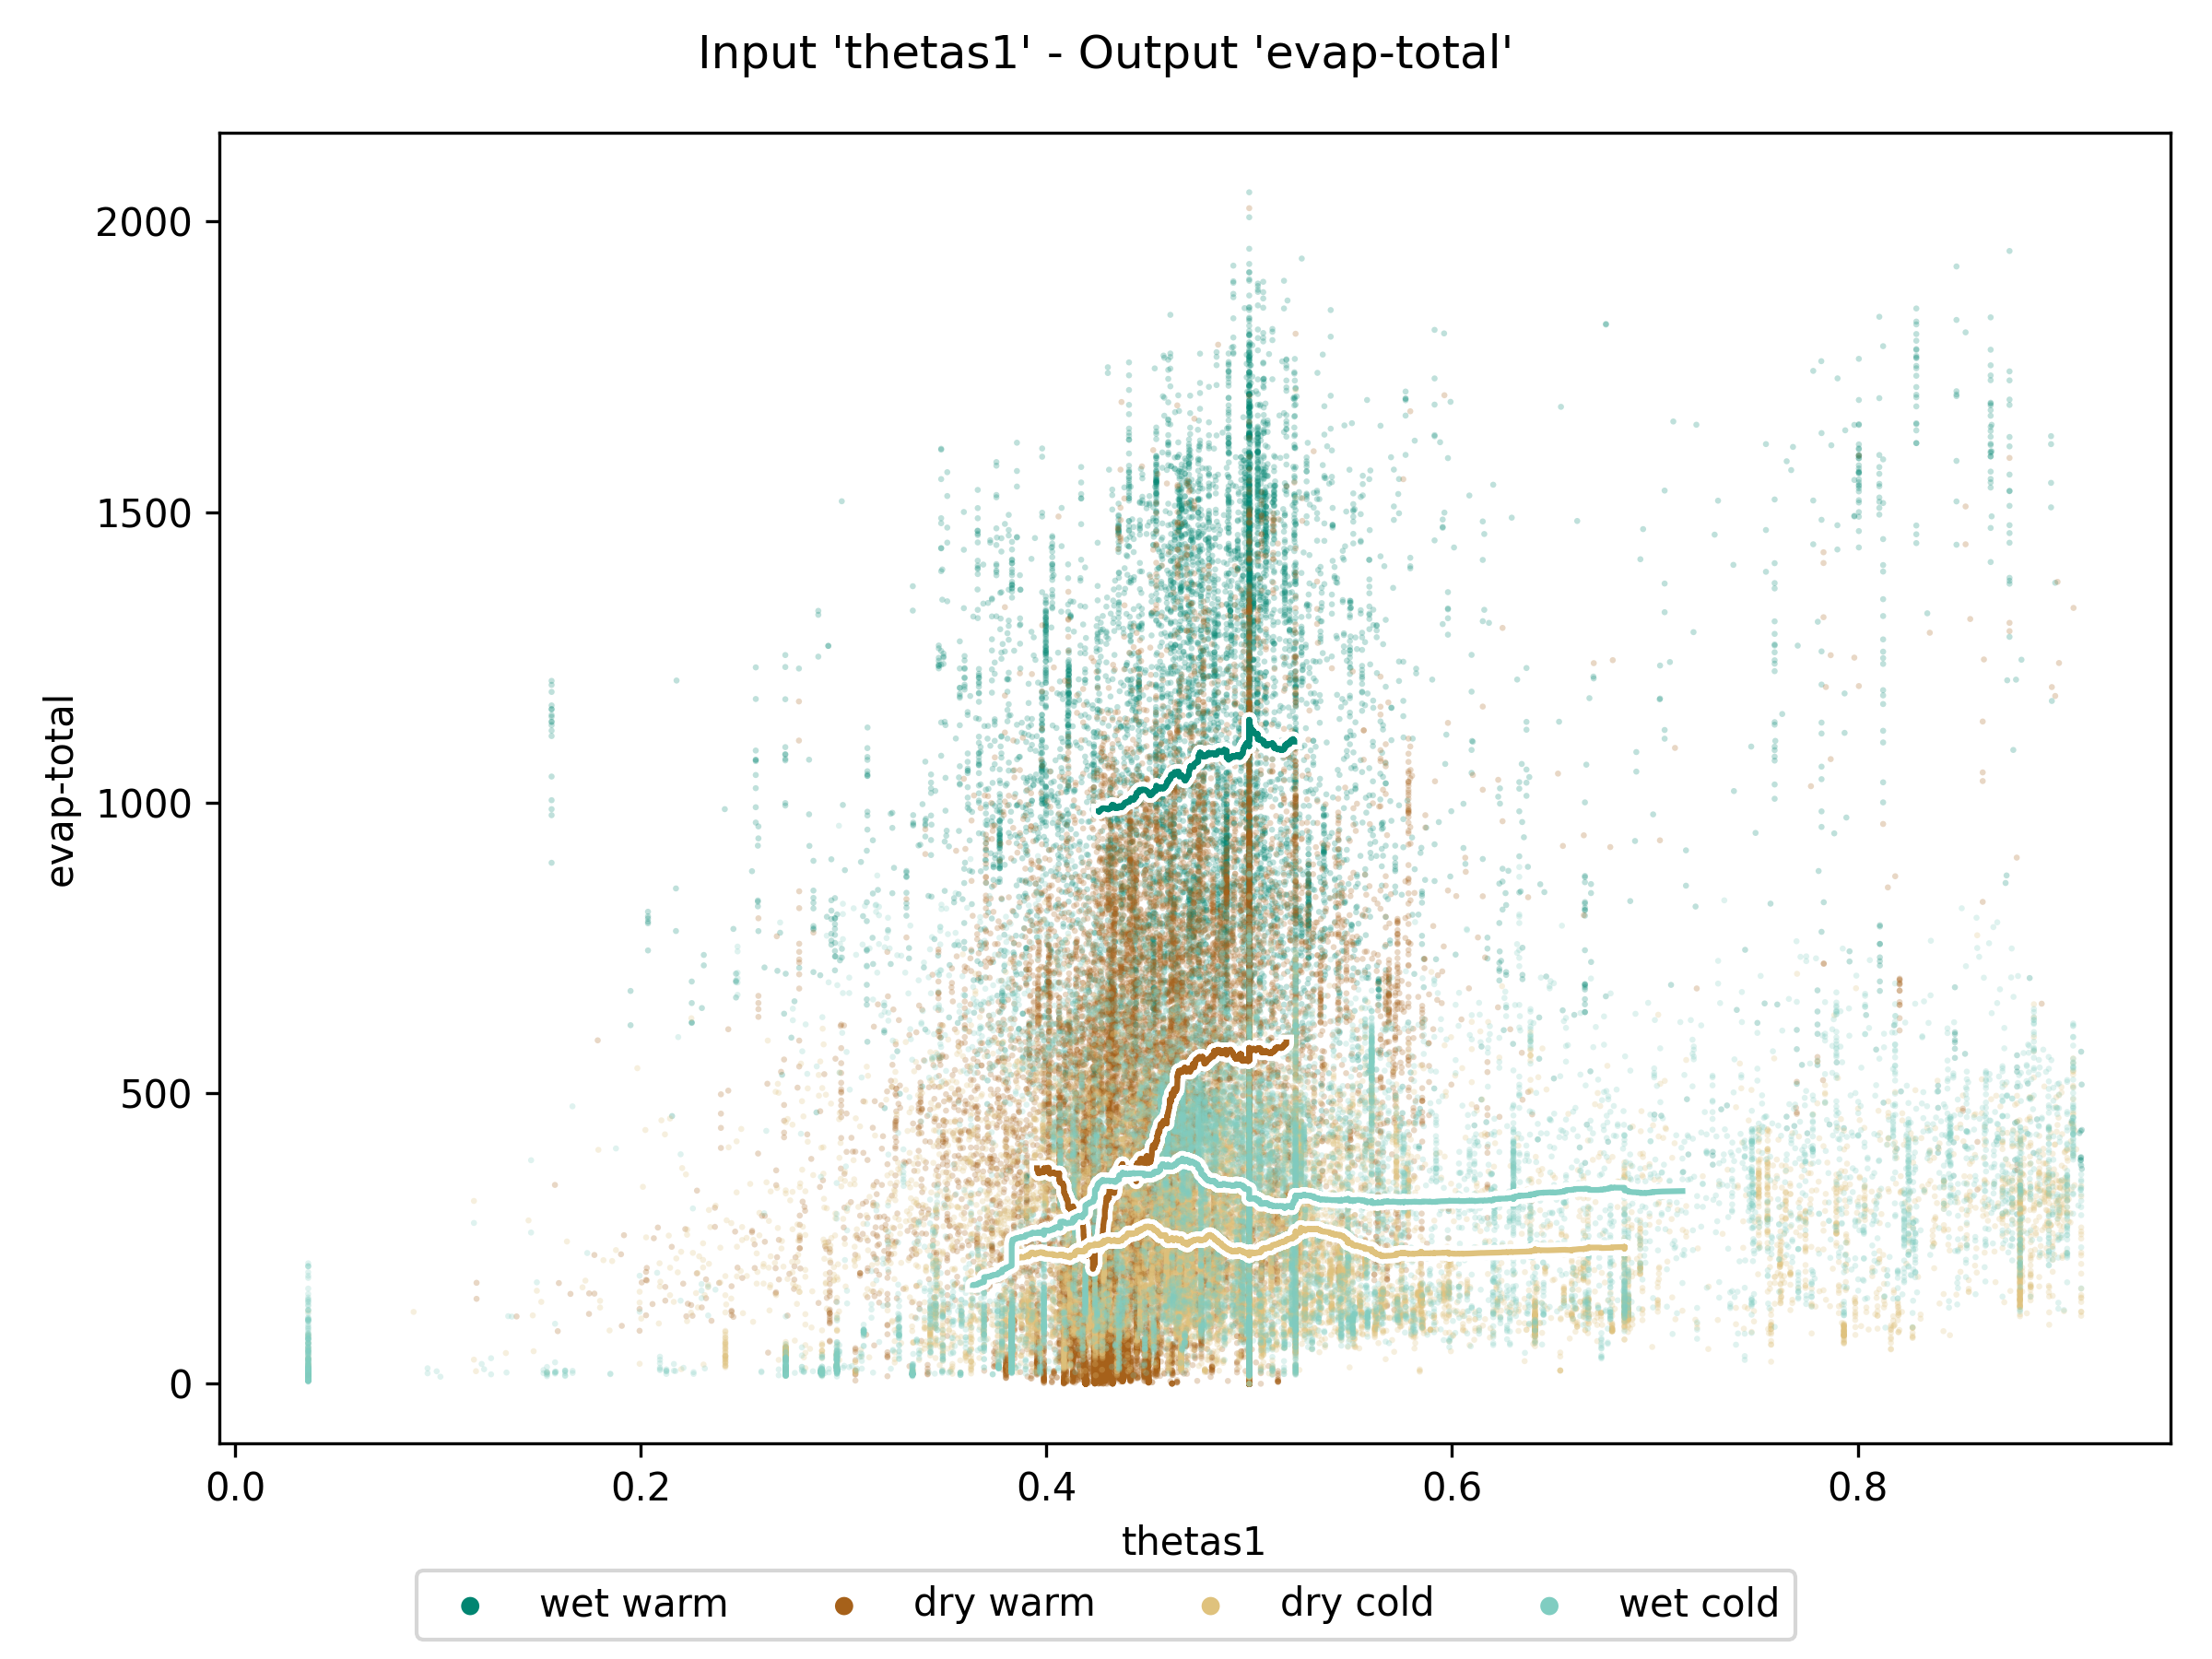 Input 'thetas1' - Output 'evap-total'
2000
1500
1000
500
0
evap-total
0.0 0.2 0.4 0.6 0.8
thetas1
wet warm dry warm dry cold wet cold